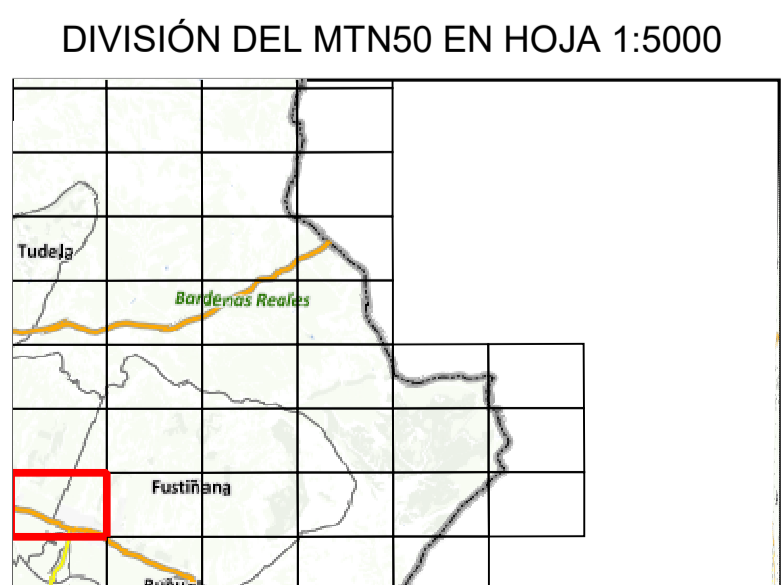 DIVISIÓN DEL MTN50 EN HOJA 1:5000
Tudela
Bardenas Reales
Fustiñana